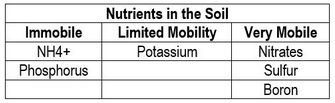 Nutrients in the Soil
Immobile Limited Mobility Very Mobile
NH4+ Potassium Nitrates
Phosphorus Sulfur
Boron